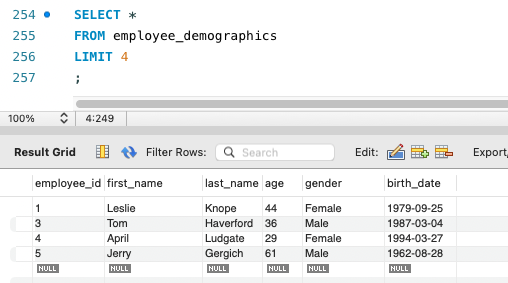 254 SELECT *
255 FROM employee_demographics
256 LIMIT 4
257 ;
100% 4:249
Result Grid Filter Rows: Search Edit: Export
employee_id first_name last_name age gender birth_date
1 Leslie Knope 44 Female 1979-09-25
3 Tom Haverford 36 Male 1987-03-04
4 April Ludgate 29 Female 1994-03-27
5 Jerry Gergich 61 Male 1962-08-28
NULL NULL NULL NULL NULL NULL